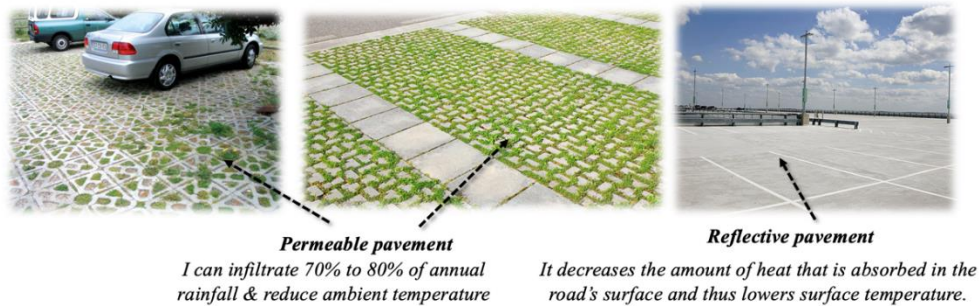 Permeable pavement
I can infiltrate 70% to 80% of annual
rainfall & reduce ambient temperature
Reflective pavement
It decreases the amount of heat that is absorbed in the
road's surface and thus lowers surface temperature.